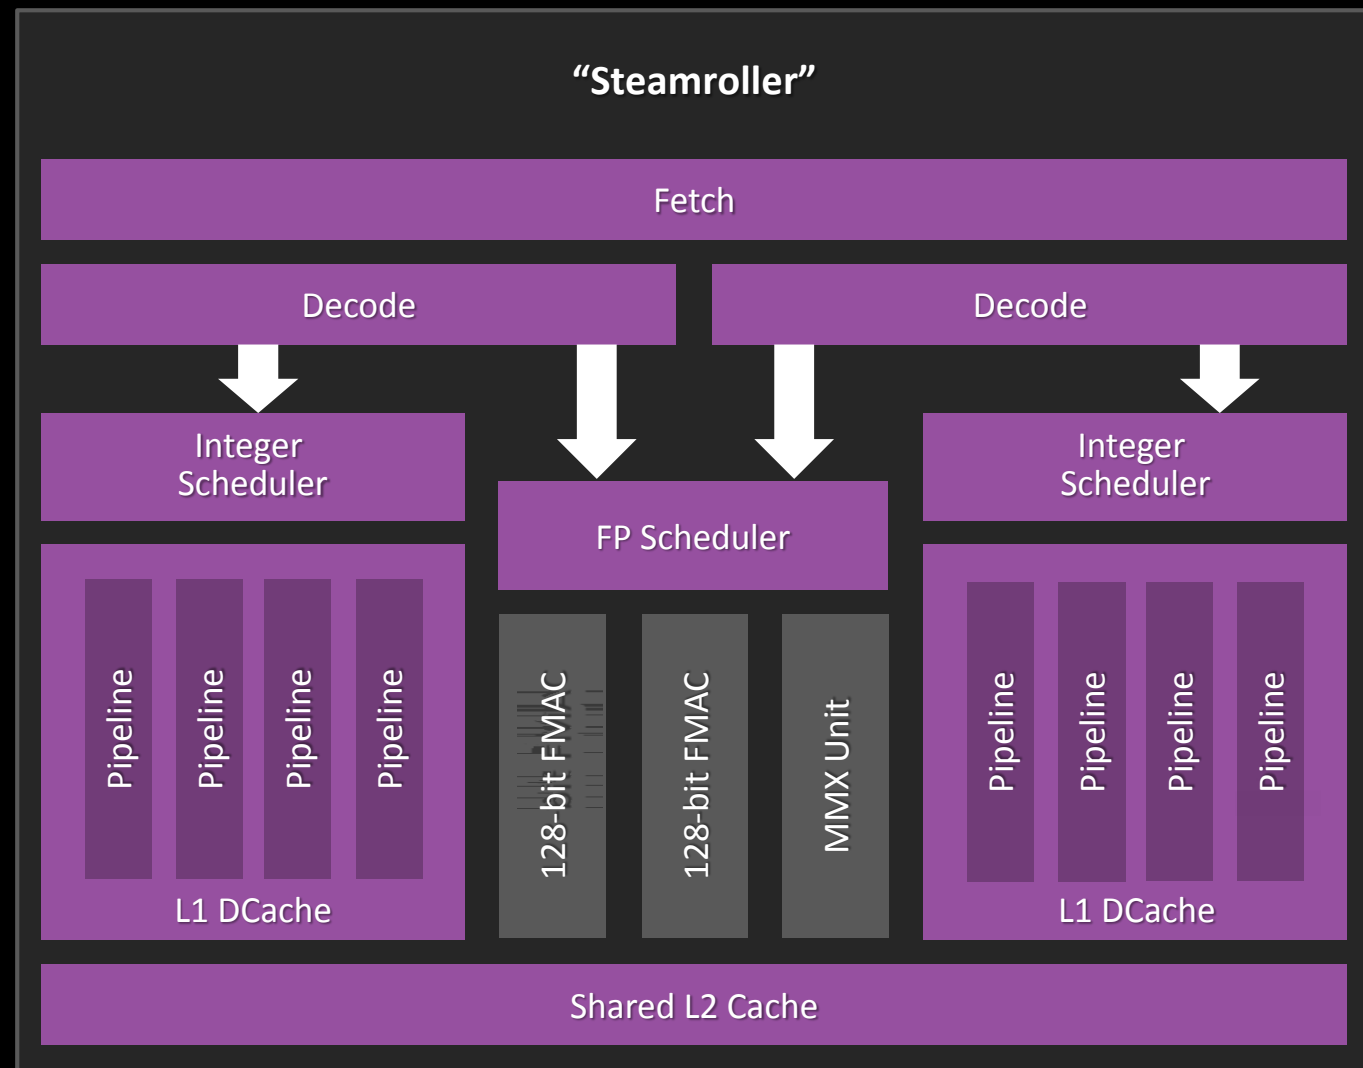 “Steamroller”
Fetch
Decode
Decode
Integer
Scheduler
Integer
Scheduler
FP Scheduler
Pipeline
Pipeline
Pipeline
Pipeline
L1 DCache
128-bit FMAC
128-bit FMAC
MMX Unit
Pipeline
Pipeline
Pipeline
Pipeline
L1 DCache
Shared L2 Cache